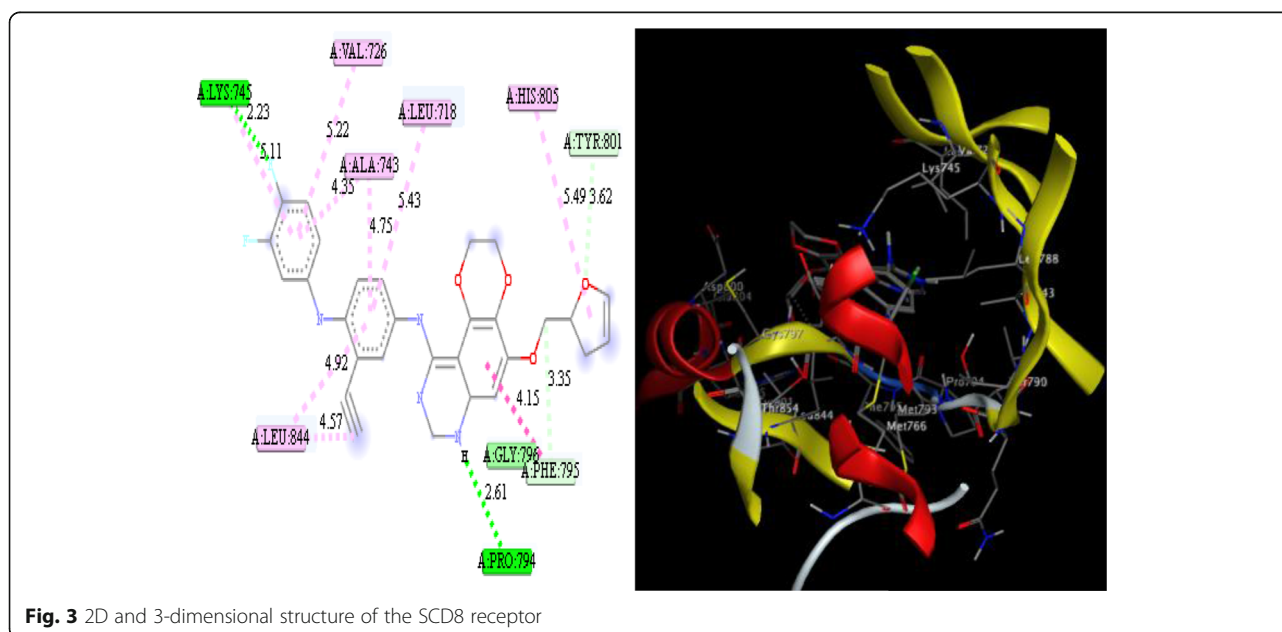 A:VAL:726
A:LYS:745
2.23
5.11
5.22
A:LEU:718
A:HIS:805
A:TYR:801
A:ALA:743
4.35
5.43
4.75
5.49 3.62
F
O O
O
N
N
O
4.92
4.57
A:LEU:844
N
N
H
4.15
3.35
A:GLY:796
A:PHE:795
2.61
A:PRO:794
Lys745
Cys797
Thr854
Met793
Met766
Fig. 3 2D and 3-dimensional structure of the SCD8 receptor